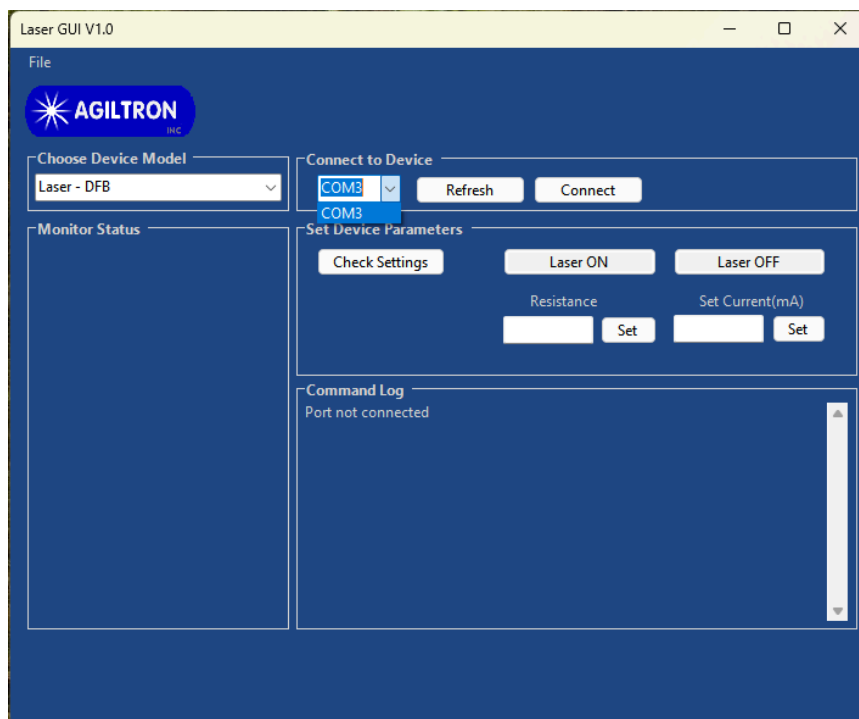 Laser GUI V1.0
File
AGILTRON
INC
Choose Device Model
Laser - DFB
Connect to Device
COM3
Refresh
Connect
COM3
Monitor Status
Set Device Parameters
Check Settings
Laser ON
Laser OFF
Resistance
Set Current(mA)
Set
Set
Command Log
Port not connected